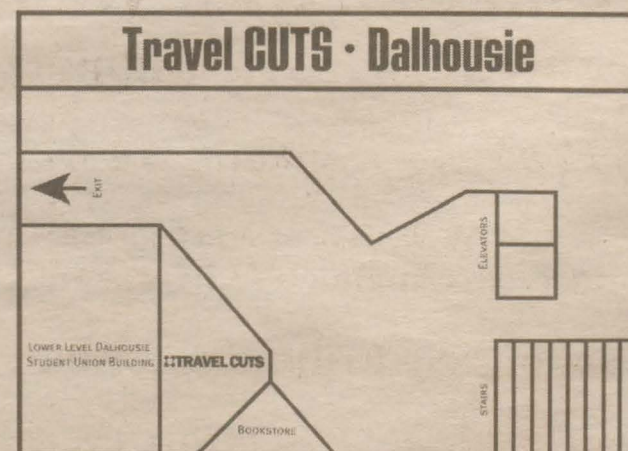 Travel CUTS • Dalhousie
EXIT
ELEVATORS
LOWER LEVEL DALHOUSIE
STUDENT UNION BUILDING
TRAVEL CUTS
STAIRS
BOOKSTORE